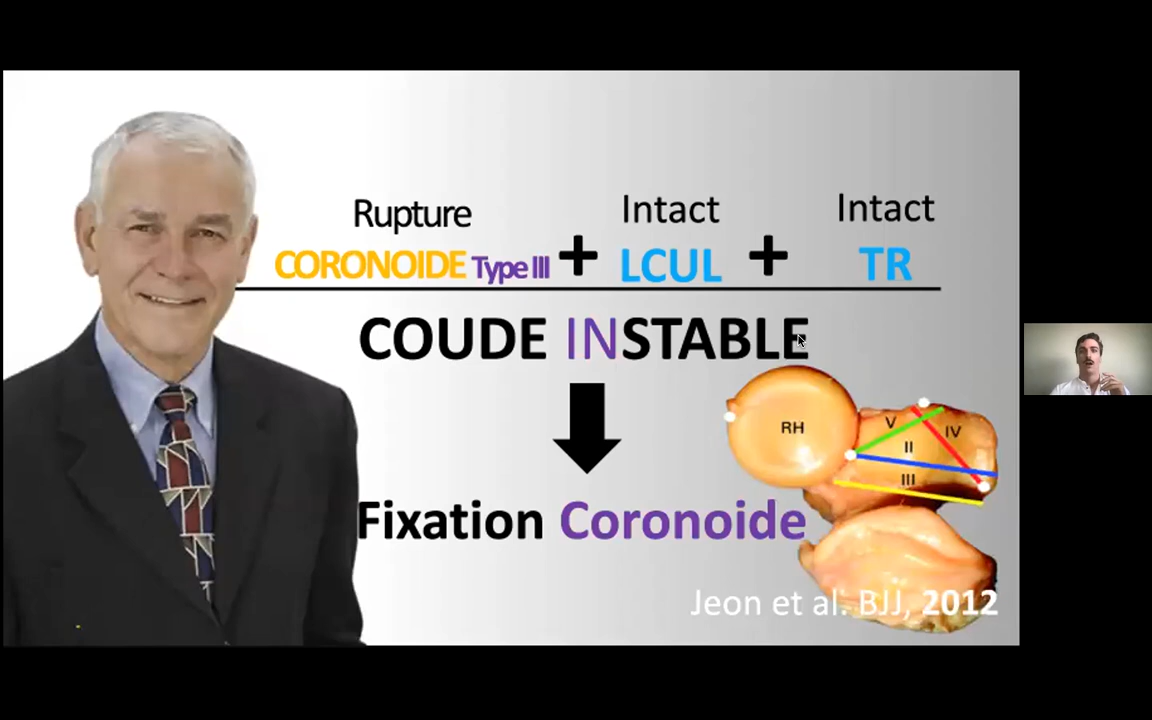 Rupture
CORONOIDE Type III
+
Intact
LCUL
+
Intact
TR
COUDE INSTABLE
Fixation Coronoide
RH
V
IV
II
III
Jeon et al. BJJ, 2012